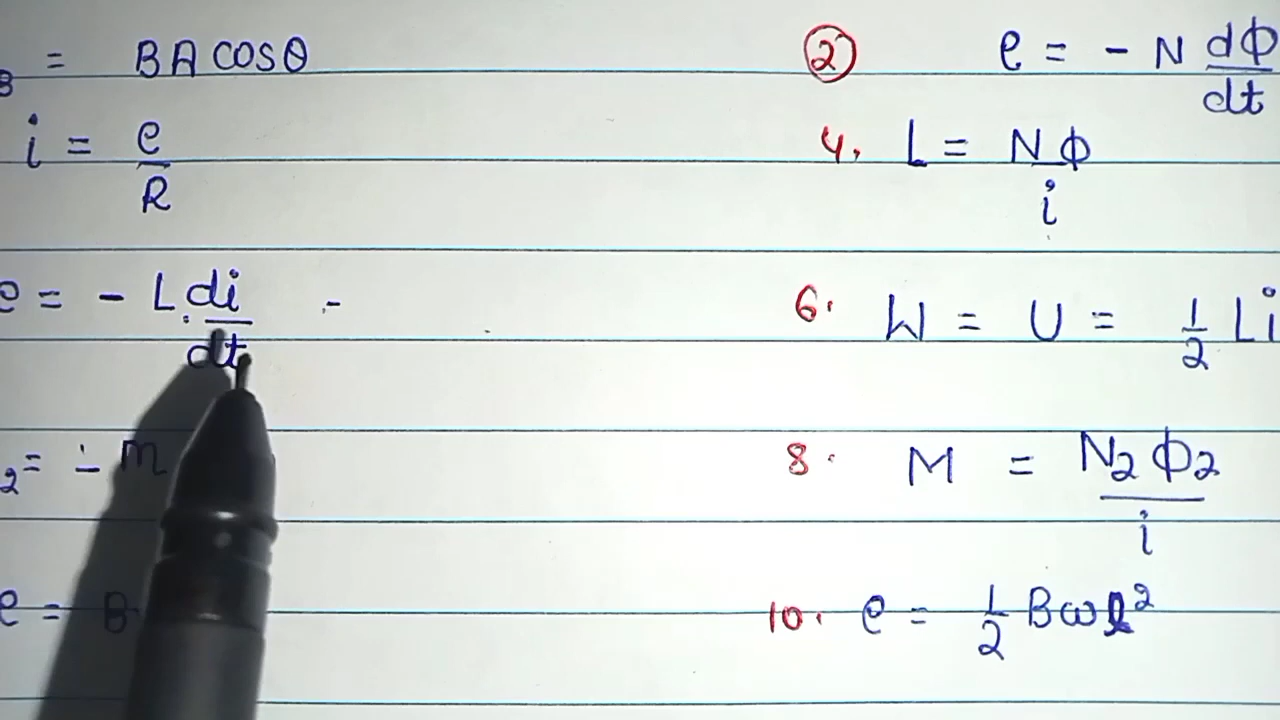 B = BA cosθ ② e = - N dΦ/dt
i = e/R 4. L = NΦ/i
e = - L di/dt - 6. W = U = 1/2 Li
2 = - m 8. M = N₂Φ₂/i
e = B 10. e = 1/2 Bωl²